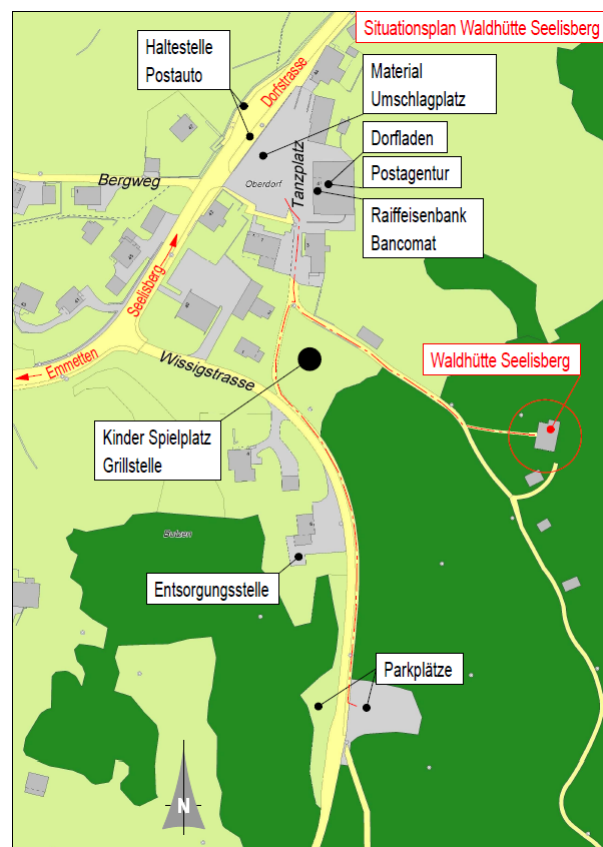 Situationsplan Waldhütte Seelisberg
Haltestelle
Postauto
Dorfstrasse
Material
Umschlagplatz
Dorfladen
Postagentur
Raiffeisenbank
Bancomat
Tanzplatz
Oberdorf
Bergweg
Seelisberg
Emmetten
Wissigstrasse
Waldhütte Seelisberg
Kinder Spielplatz
Grillstelle
Entsorgungsstelle
Parkplätze
N